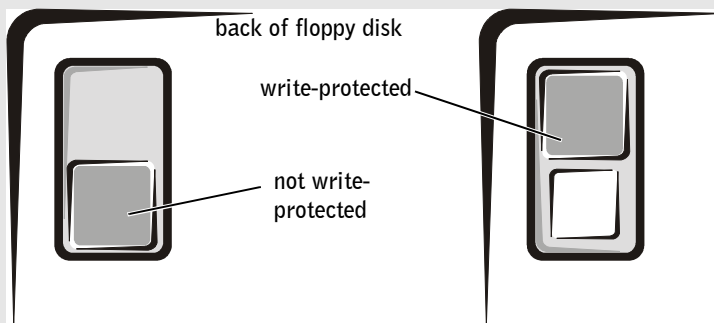 back of floppy disk
write-protected
not write-
protected